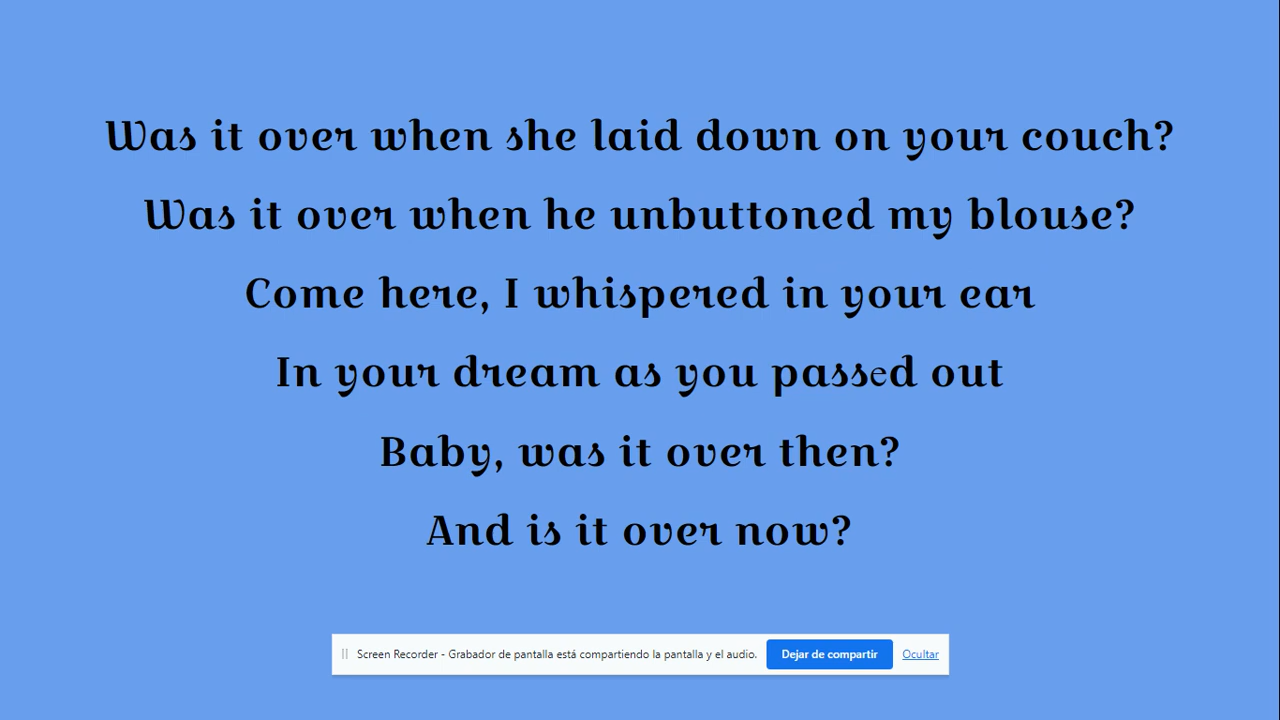 Was it over when she laid down on your couch?
Was it over when he unbuttoned my blouse?
Come here, I whispered in your ear
In your dream as you passed out
Baby, was it over then?
And is it over now?
Screen Recorder - Grabador de pantalla está compartiendo la pantalla y el audio. Dejar de compartir Ocultar